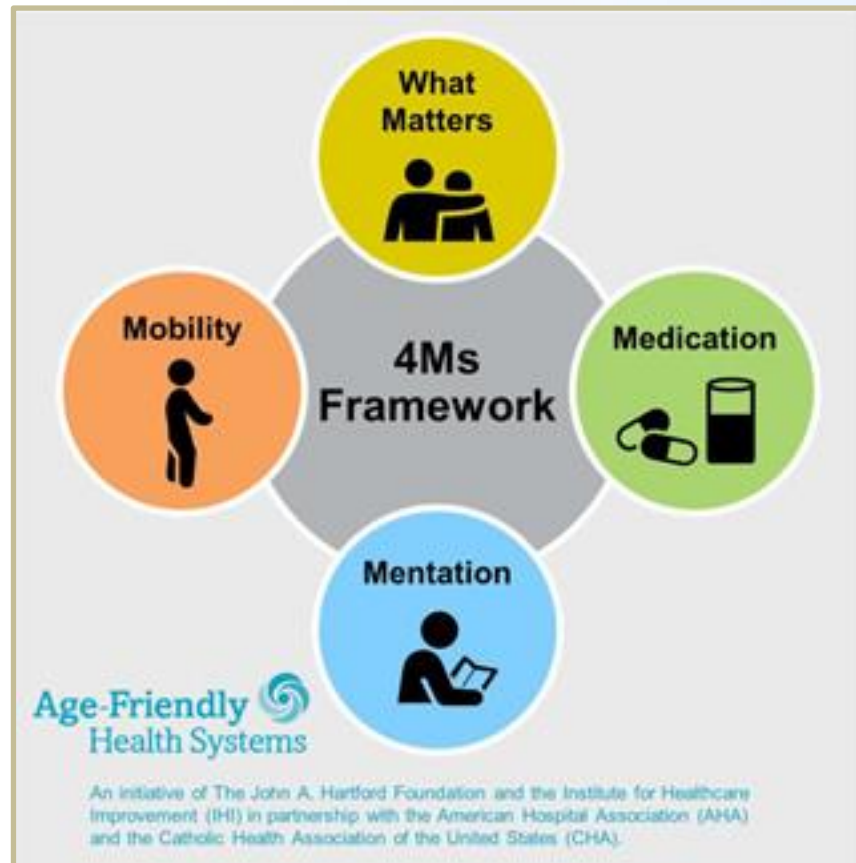 What
Matters
Mobility
4Ms
Framework
Medication
Mentation
Age-Friendly
Health Systems
An initiative of The John A. Hartford Foundation and the Institute for Healthcare
Improvement (IHI) in partnership with the American Hospital Association (AHA)
and the Catholic Health Association of the United States (CHA).